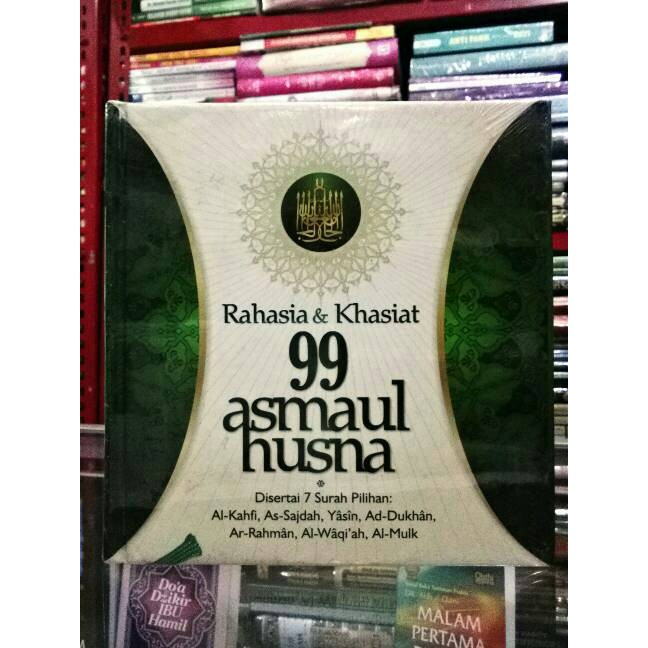 Rahasia & Khasiat
99
asmaul
husna
Disertai 7 Surah Pilihan:
Al-Kahfi, As-Sajdah, Yâsîn, Ad-Dukhân,
Ar-Rahmân, Al-Wâqi'ah, Al-Mulk
Do'a
Dzikir
IBU
Hamil
MALAM
PERTAMA